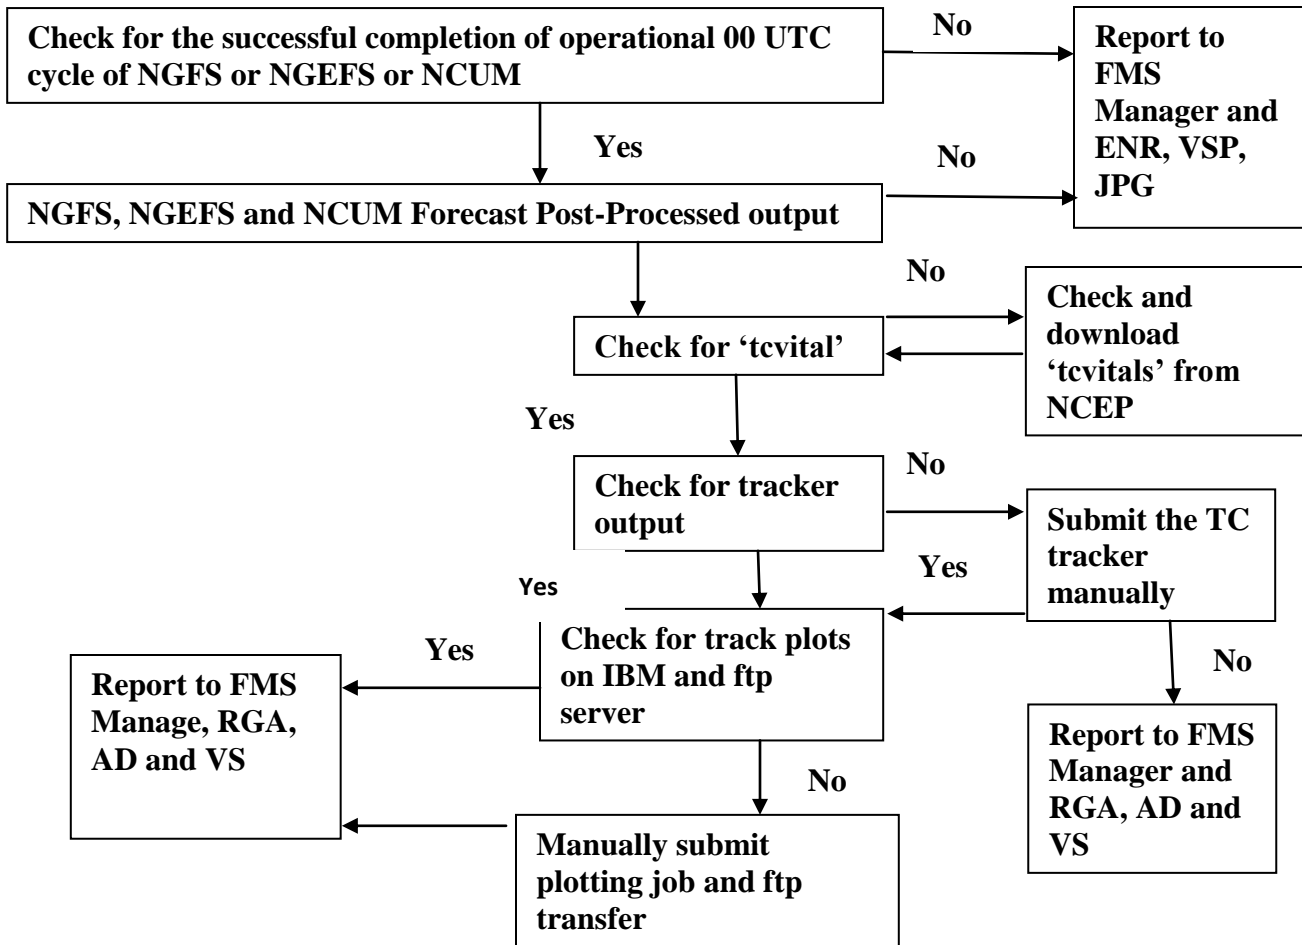 Check for the successful completion of operational 00 UTC
cycle of NGFS or NGEFS or NCUM
No
Report to
FMS
Manager and
ENR, VSP,
JPG
Yes
No
NGFS, NGEFS and NCUM Forecast Post-Processed output
No
Check for ‘tcvital’
Check and
download
‘tcvitals’ from
NCEP
Yes
No
Check for tracker
output
Submit the TC
tracker
manually
Yes
Yes
Check for track plots
on IBM and ftp
server
Yes
No
Report to FMS
Manage, RGA,
AD and VS
Report to FMS
Manager and
RGA, AD and
VS
No
Manually submit
plotting job and ftp
transfer